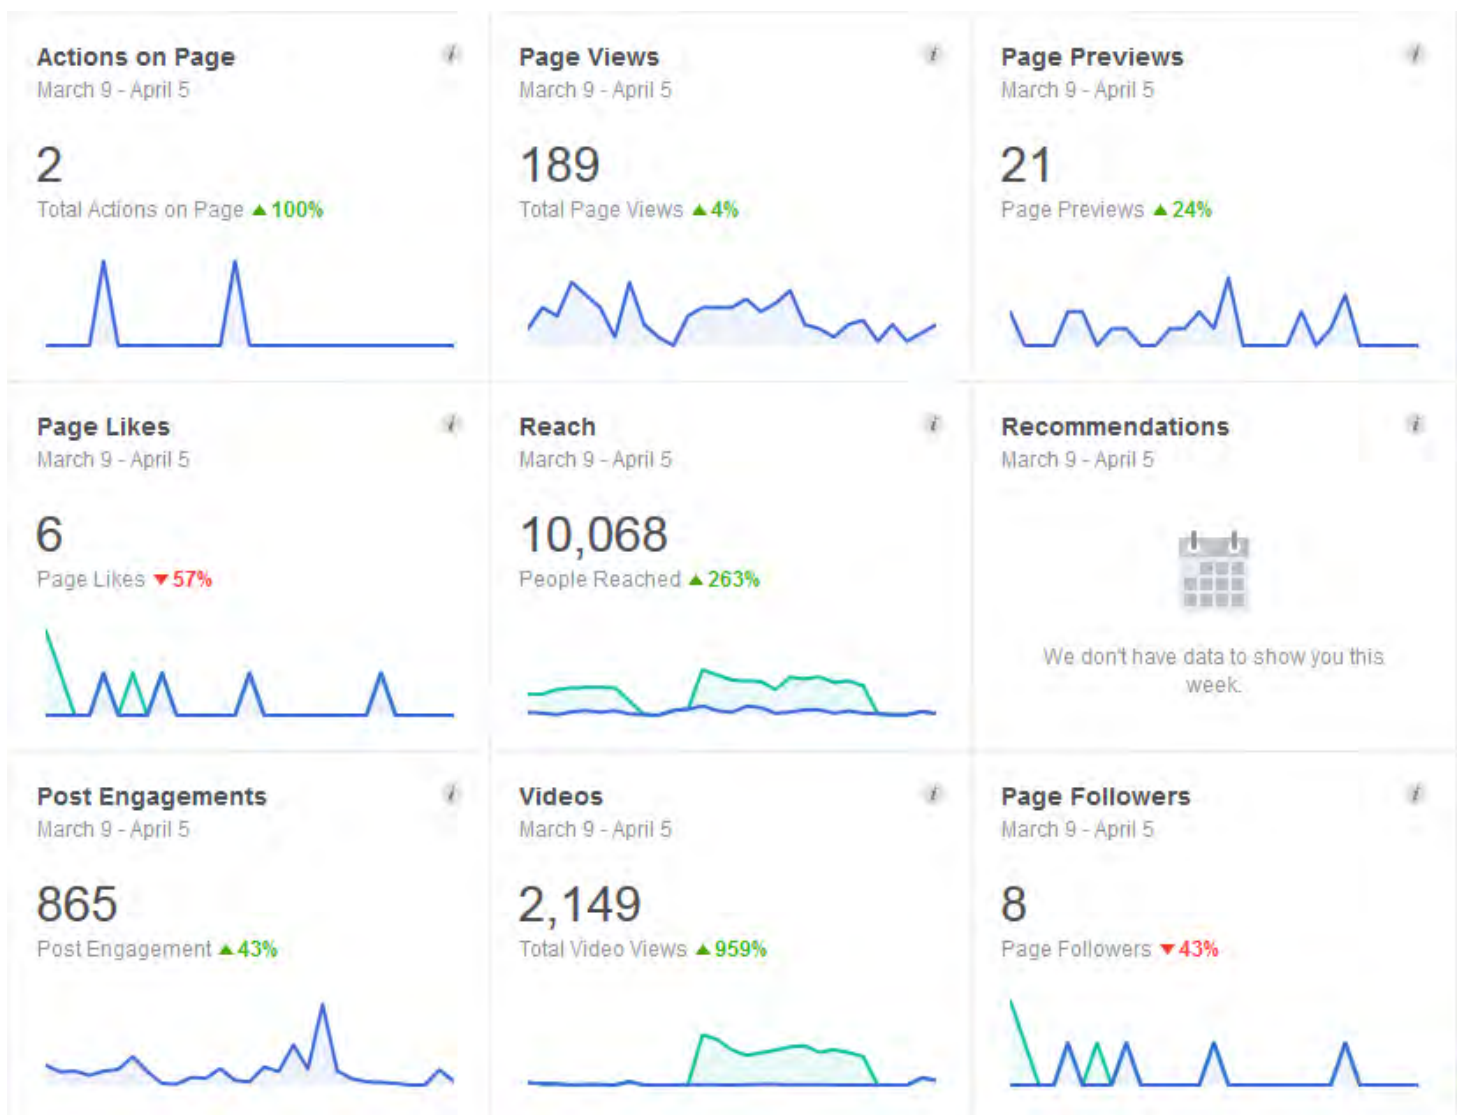 Actions on Page
March 9 - April 5
2
Total Actions on Page ▲ 100%
Page Views
March 9 - April 5
189
Total Page Views ▲ 4%
Page Previews
March 9 - April 5
21
Page Previews ▲ 24%
Page Likes
March 9 - April 5
6
Page Likes ▼ 57%
Reach
March 9 - April 5
10,068
People Reached ▲ 263%
Recommendations
March 9 - April 5
We don't have data to show you this
week.
Post Engagements
March 9 - April 5
865
Post Engagement ▲ 43%
Videos
March 9 - April 5
2,149
Total Video Views ▲ 959%
Page Followers
March 9 - April 5
8
Page Followers ▼ 43%